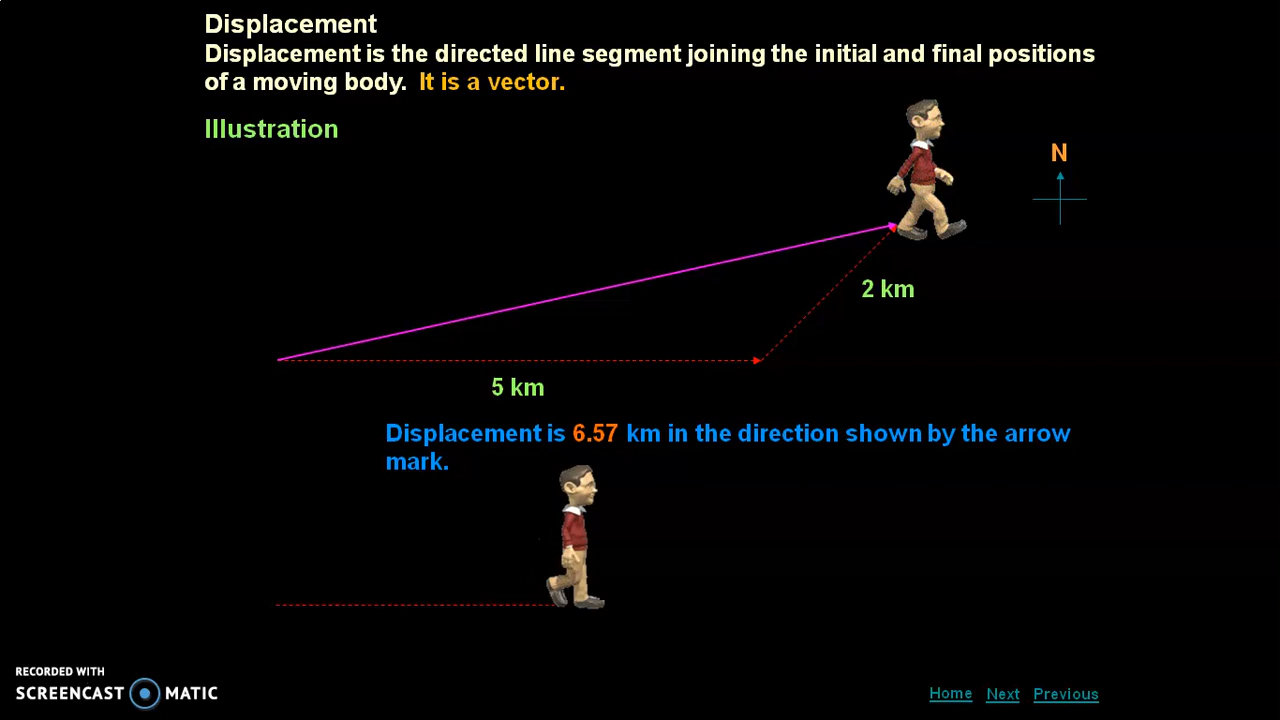 Displacement
Displacement is the directed line segment joining the initial and final positions
of a moving body. It is a vector.
Illustration
N
2 km
5 km
Displacement is 6.57 km in the direction shown by the arrow
mark.
RECORDED WITH
SCREENCAST MATIC
Home Next Previous